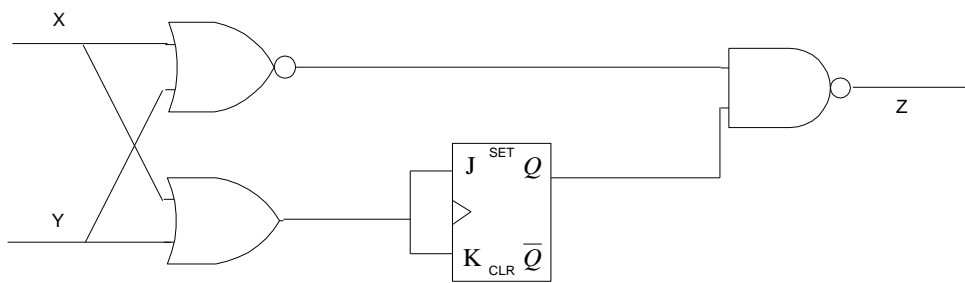 X
SET
J Q
Z
Y
K CLR Q̅